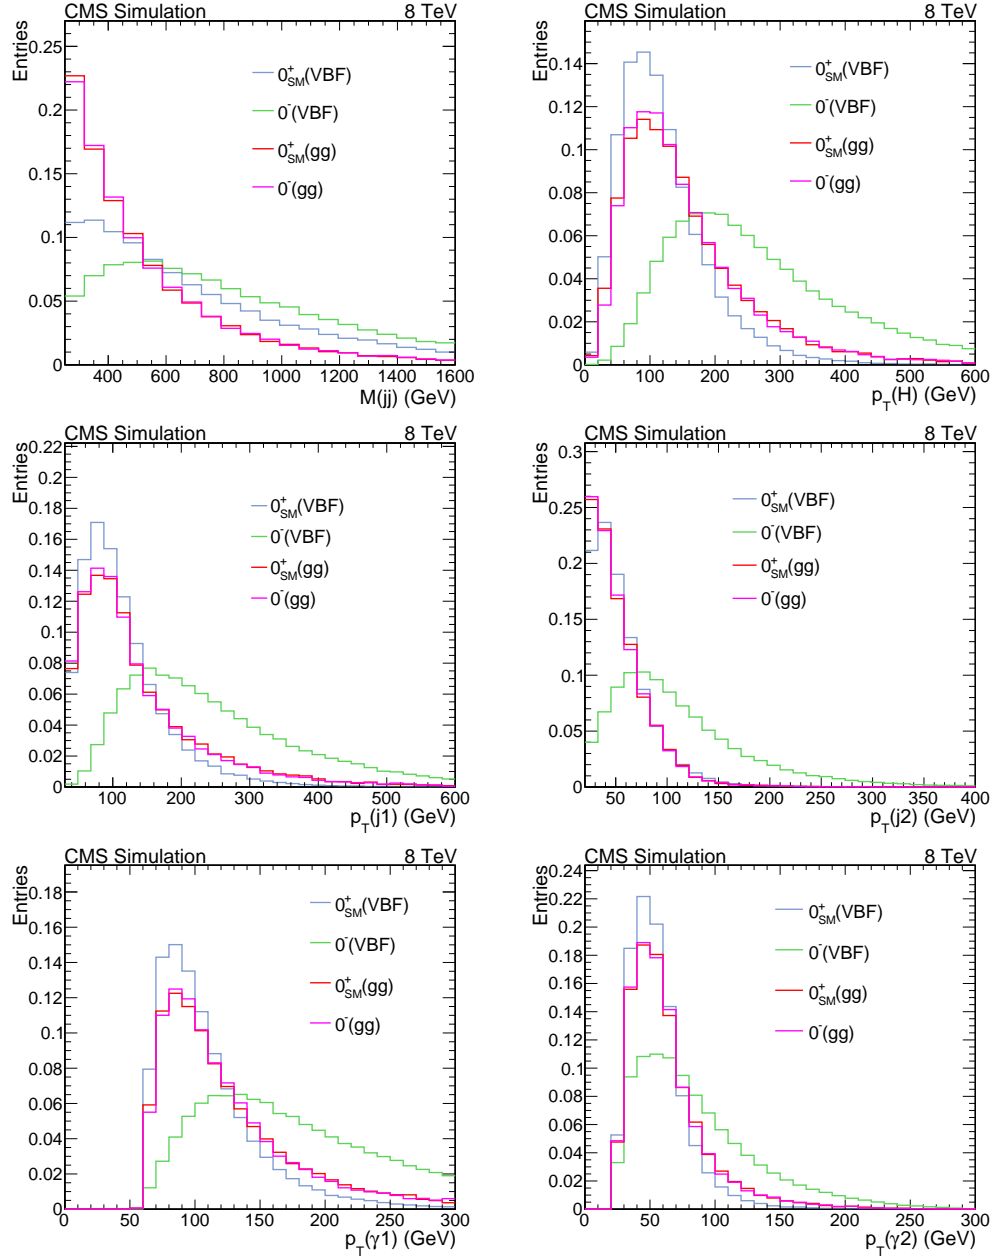 CMS Simulation 8 TeV
Entries
0.25
0.2
0.15
0.1
0.05
0
0⁺SM(VBF)
0⁻(VBF)
0⁺SM(gg)
0⁻(gg)
400 600 800 1000 1200 1400 1600
M(jj) (GeV)
CMS Simulation 8 TeV
Entries
0.14
0.12
0.1
0.08
0.06
0.04
0.02
0
0⁺SM(VBF)
0⁻(VBF)
0⁺SM(gg)
0⁻(gg)
0 100 200 300 400 500 600
pT(H) (GeV)
CMS Simulation 8 TeV
Entries
0.22
0.2
0.18
0.16
0.14
0.12
0.1
0.08
0.06
0.04
0.02
0
0⁺SM(VBF)
0⁻(VBF)
0⁺SM(gg)
0⁻(gg)
100 200 300 400 500 600
pT(j1) (GeV)
CMS Simulation 8 TeV
Entries
0.3
0.25
0.2
0.15
0.1
0.05
0
0⁺SM(VBF)
0⁻(VBF)
0⁺SM(gg)
0⁻(gg)
50 100 150 200 250 300 350 400
pT(j2) (GeV)
CMS Simulation 8 TeV
Entries
0.18
0.16
0.14
0.12
0.1
0.08
0.06
0.04
0.02
0
0⁺SM(VBF)
0⁻(VBF)
0⁺SM(gg)
0⁻(gg)
0 50 100 150 200 250 300
pT(γ1) (GeV)
CMS Simulation 8 TeV
Entries
0.24
0.22
0.2
0.18
0.16
0.14
0.12
0.1
0.08
0.06
0.04
0.02
0
0⁺SM(VBF)
0⁻(VBF)
0⁺SM(gg)
0⁻(gg)
0 50 100 150 200 250 300
pT(γ2) (GeV)